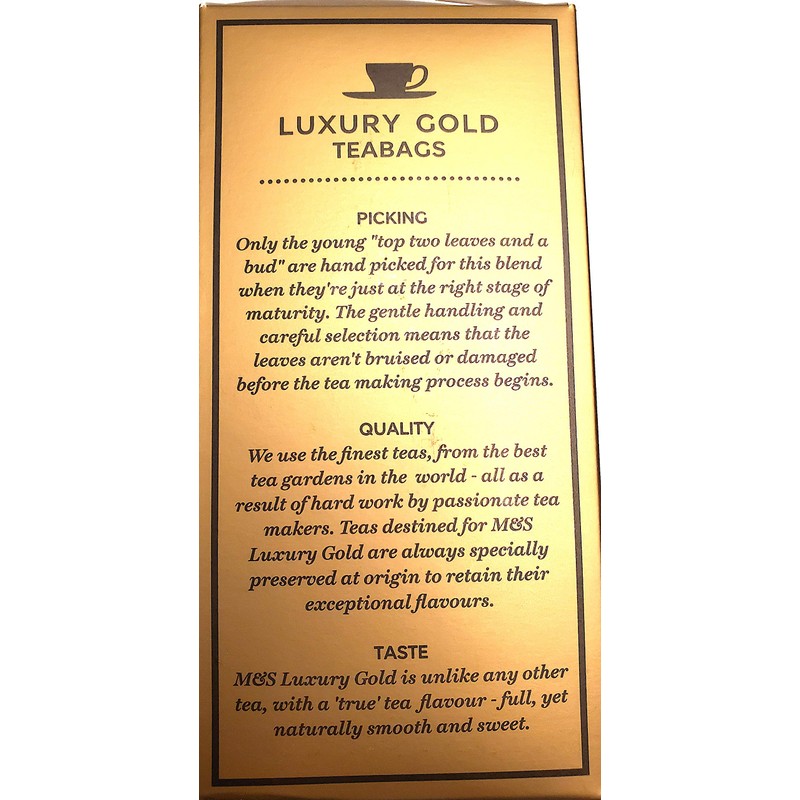 LUXURY GOLD
TEABAGS
PICKING
Only the young "top two leaves and a
bud" are hand picked for this blend
when they're just at the right stage of
maturity. The gentle handling and
careful selection means that the
leaves aren't bruised or damaged
before the tea making process begins.
QUALITY
We use the finest teas, from the best
tea gardens in the world - all as a
result of hard work by passionate tea
makers. Teas destined for M&S
Luxury Gold are always specially
preserved at origin to retain their
exceptional flavours.
TASTE
M&S Luxury Gold is unlike any other
tea, with a 'true' tea flavour - full, yet
naturally smooth and sweet.